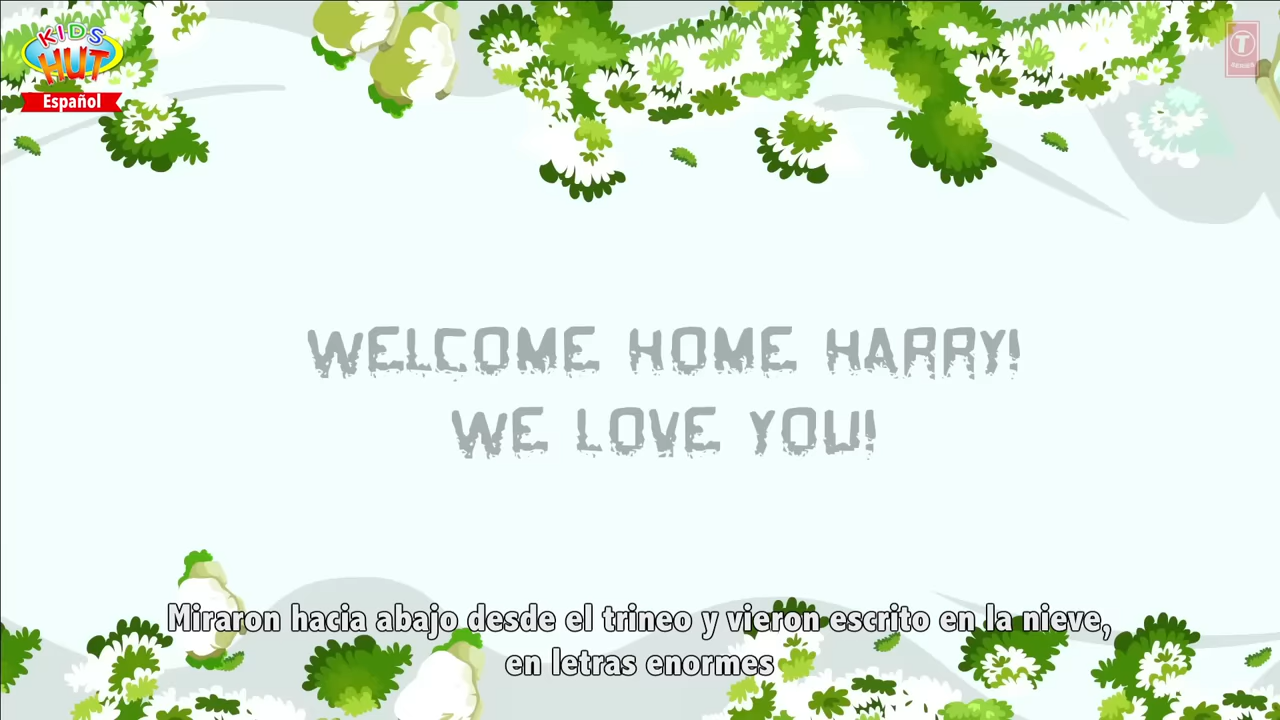 KIDS
HUT
Español
T
SERIES
WELCOME HOME HARRY!
WE LOVE YOU!
Miraron hacia abajo desde el trineo y vieron escrito en la nieve,
en letras enormes